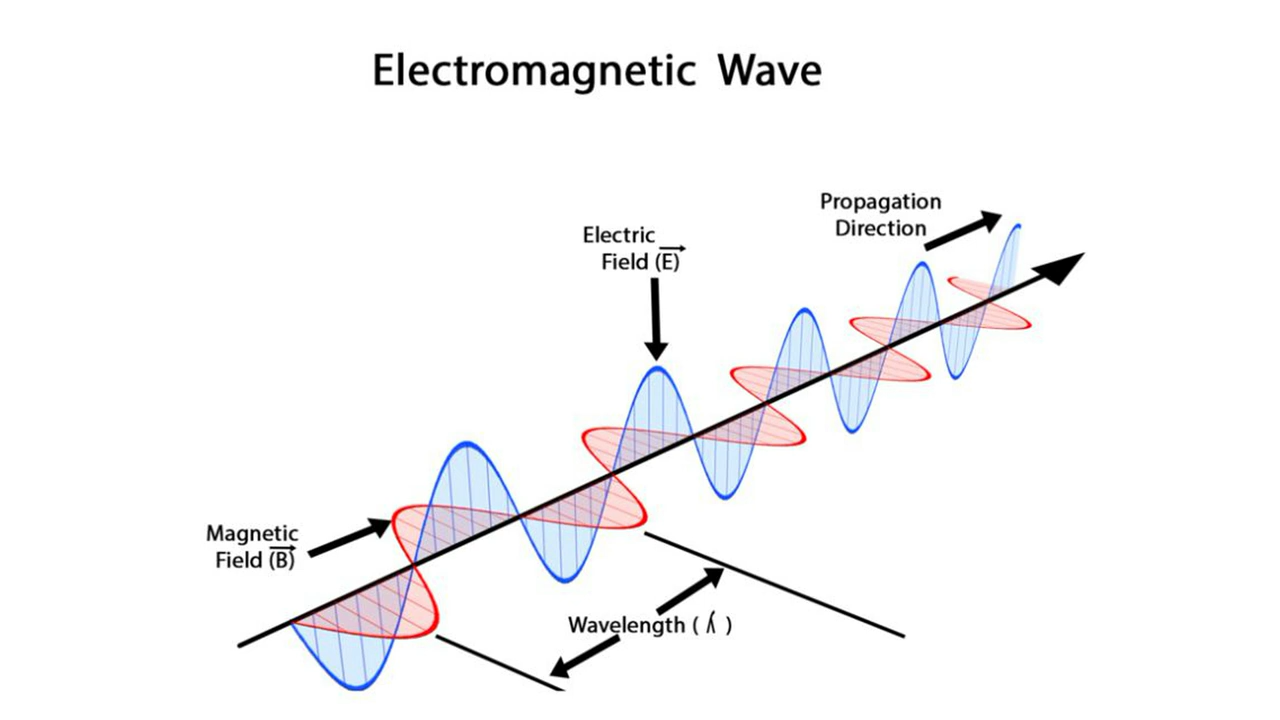 Electromagnetic Wave
Propagation
Direction
Electric
Field (E)
Magnetic
Field (B)
Wavelength ( λ )